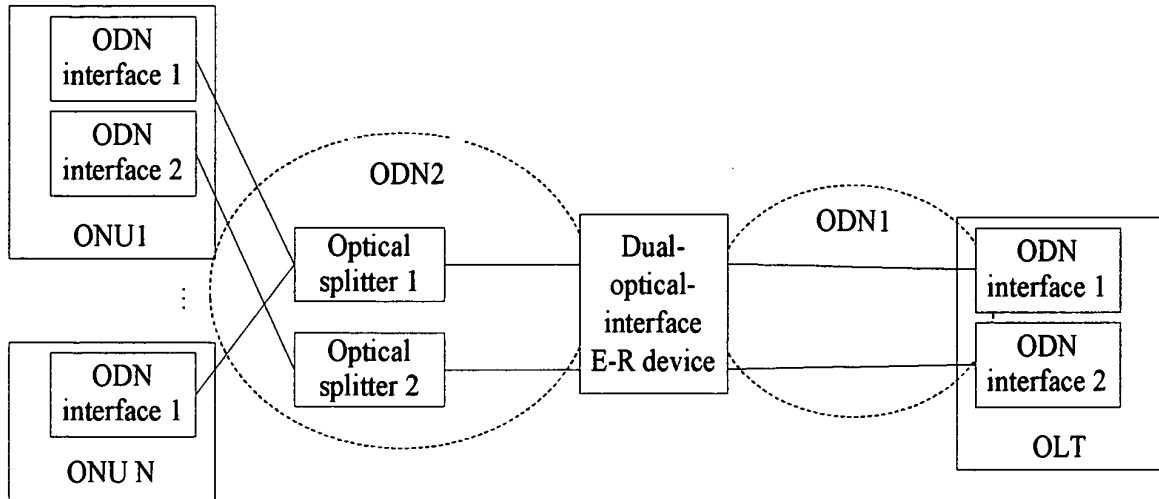 ODN
interface 1
ODN
interface 2
ONU1
⋮
ODN
interface 1
ONU N
ODN2
Optical
splitter 1
Optical
splitter 2
Dual-
optical-
interface
E-R device
ODN1
ODN
interface 1
ODN
interface 2
OLT